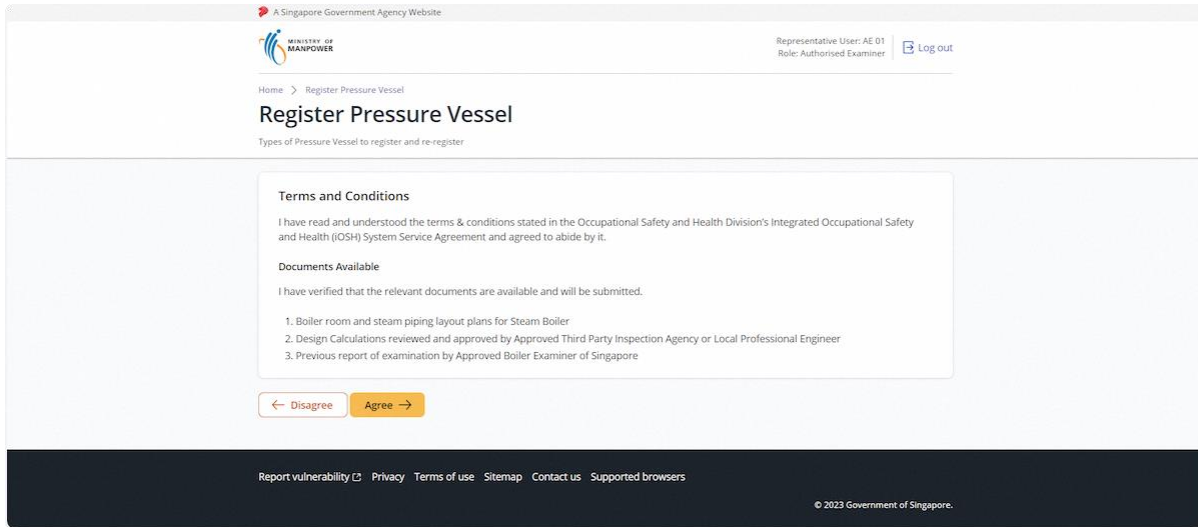 A Singapore Government Agency Website
MINISTRY OF
MANPOWER
Representative User: AE 01
Role: Authorised Examiner
Log out
Home > Register Pressure Vessel
Register Pressure Vessel
Types of Pressure Vessel to register and re-register
Terms and Conditions
I have read and understood the terms & conditions stated in the Occupational Safety and Health Division's Integrated Occupational Safety
and Health (iOSH) System Service Agreement and agreed to abide by it.
Documents Available
I have verified that the relevant documents are available and will be submitted.
1. Boiler room and steam piping layout plans for Steam Boiler
2. Design Calculations reviewed and approved by Approved Third Party Inspection Agency or Local Professional Engineer
3. Previous report of examination by Approved Boiler Examiner of Singapore
← Disagree
Agree →
Report vulnerability Privacy Terms of use Sitemap Contact us Supported browsers
© 2023 Government of Singapore.